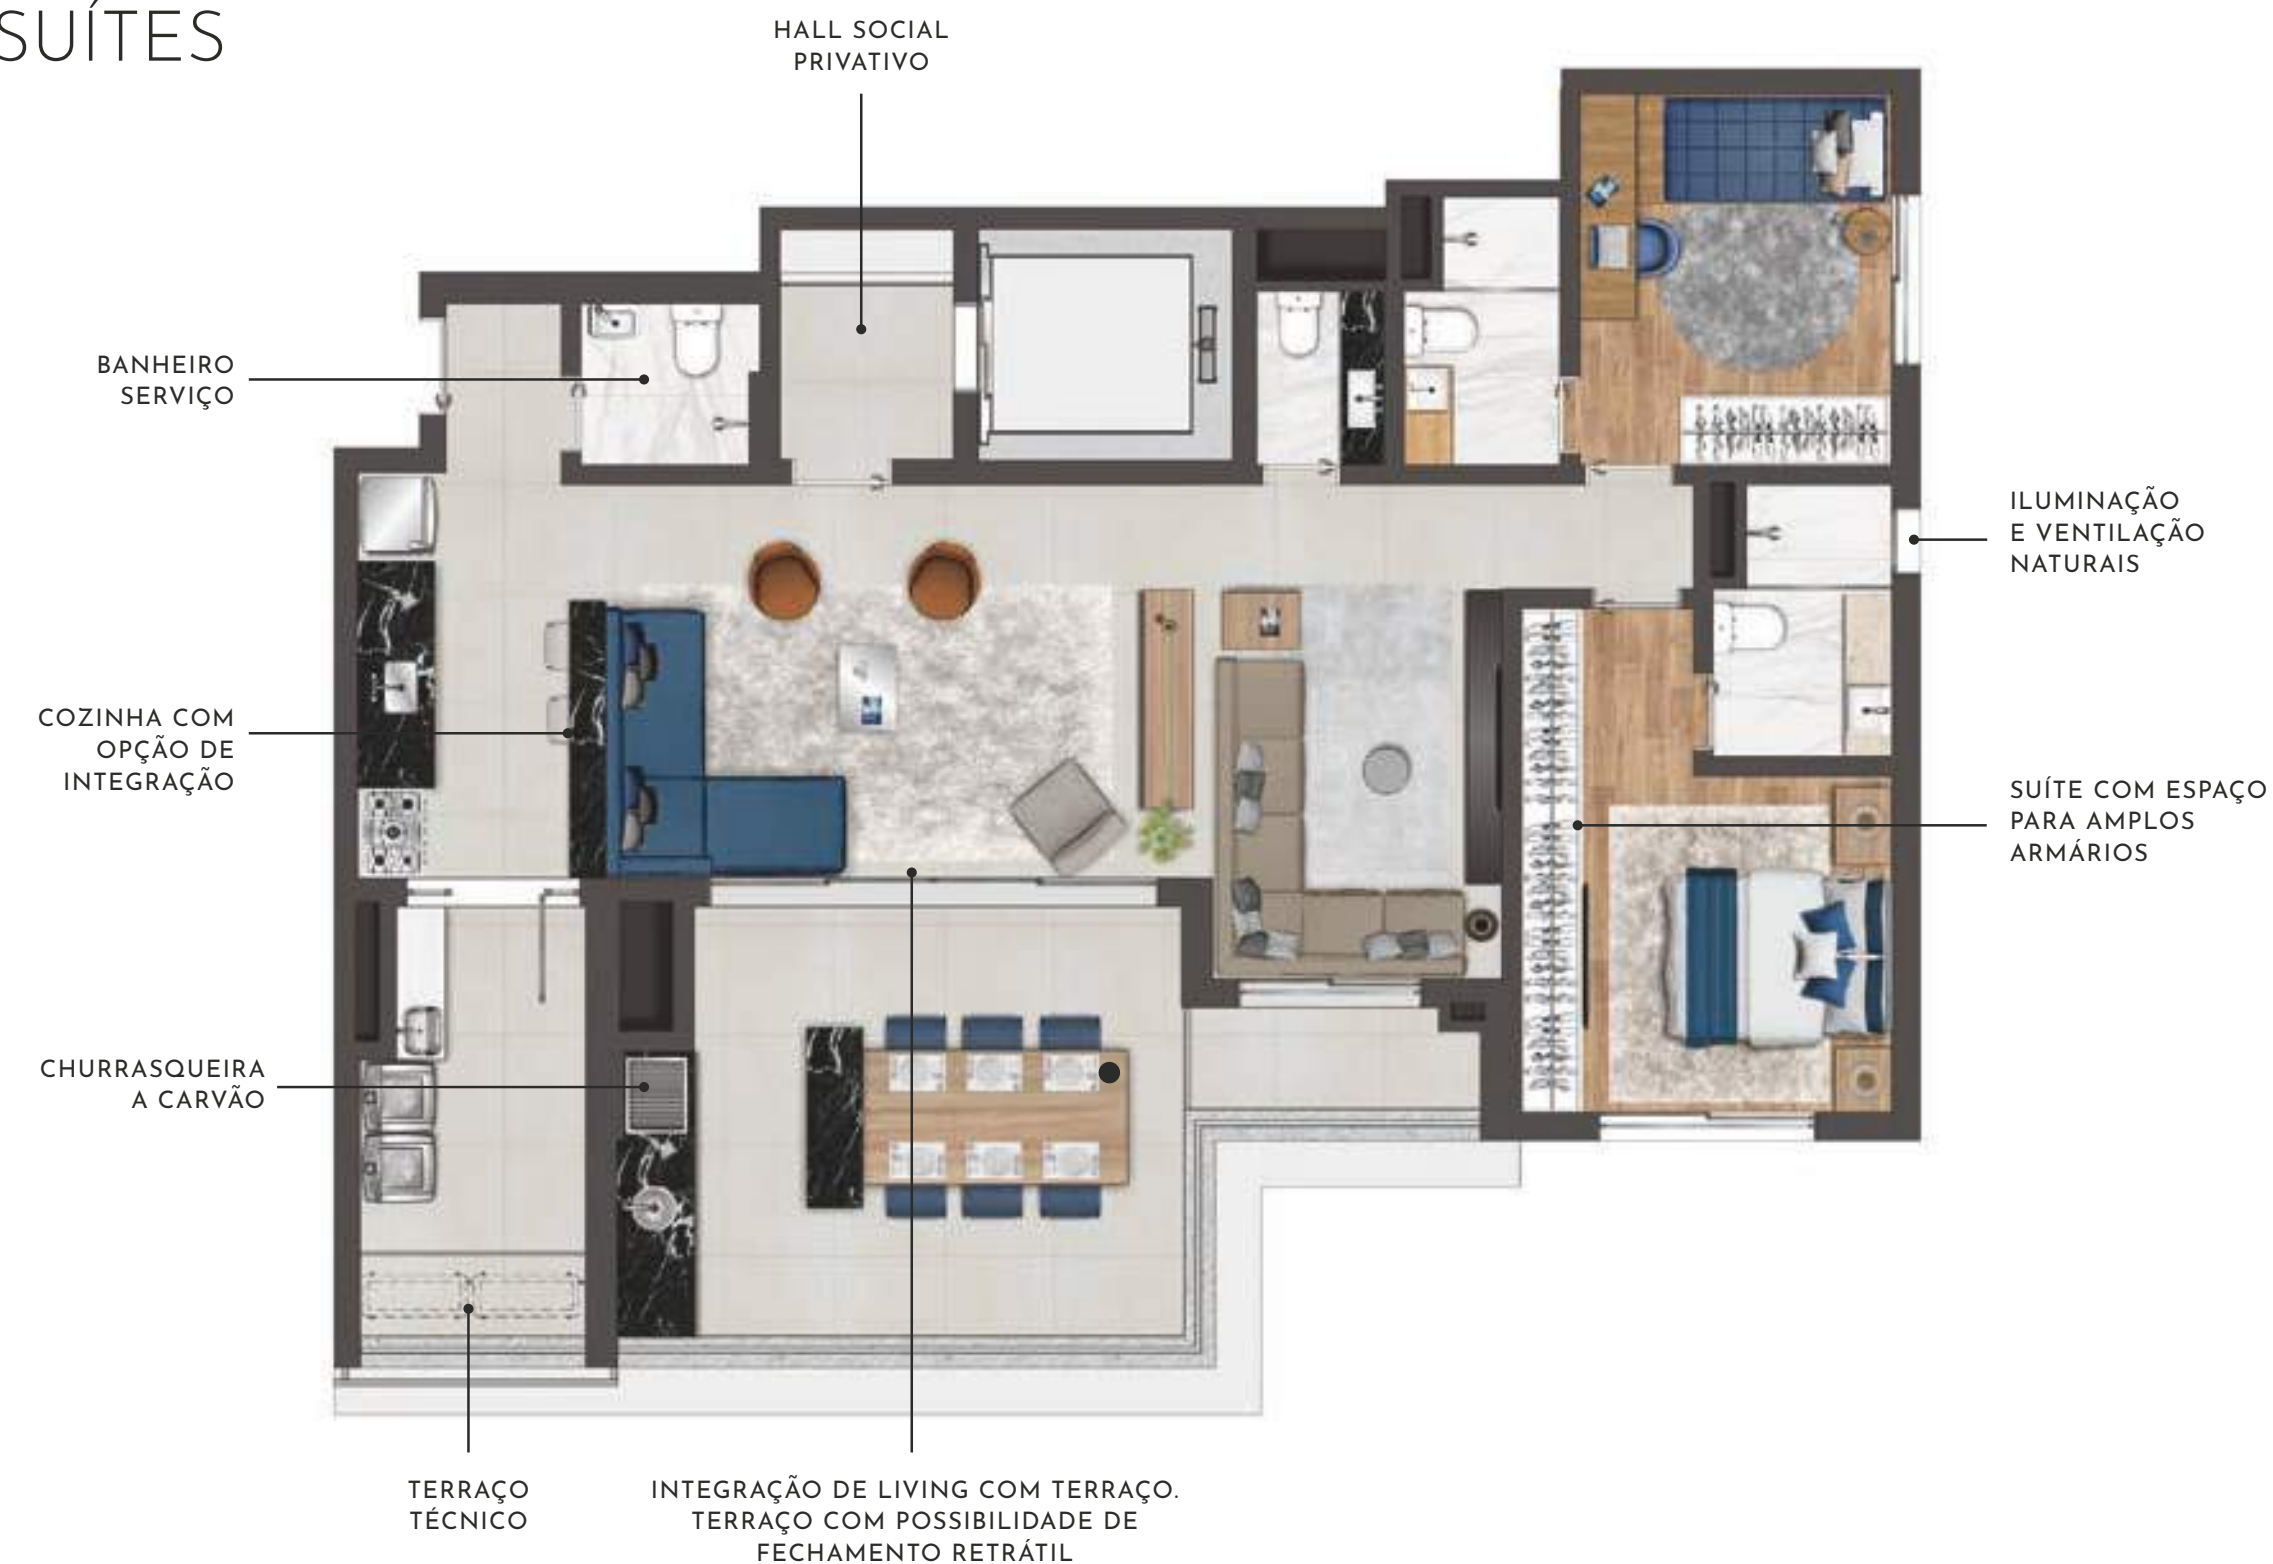 SUÍTES
HALL SOCIAL
PRIVATIVO
BANHEIRO
SERVIÇO
ILUMINAÇÃO
E VENTILAÇÃO
NATURAIS
COZINHA COM
OPÇÃO DE
INTEGRAÇÃO
SUÍTE COM ESPAÇO
PARA AMPLOS
ARMÁRIOS
CHURRASQUEIRA
A CARVÃO
TERRAÇO
TÉCNICO
INTEGRAÇÃO DE LIVING COM TERRAÇO.
TERRAÇO COM POSSIBILIDADE DE
FECHAMENTO RETRÁTIL